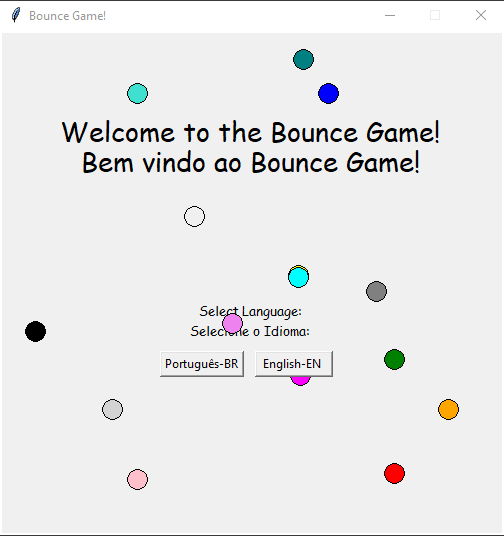 Bounce Game!
Welcome to the Bounce Game!
Bem vindo ao Bounce Game!
Select Language:
Selecione o Idioma:
Português-BR
English-EN